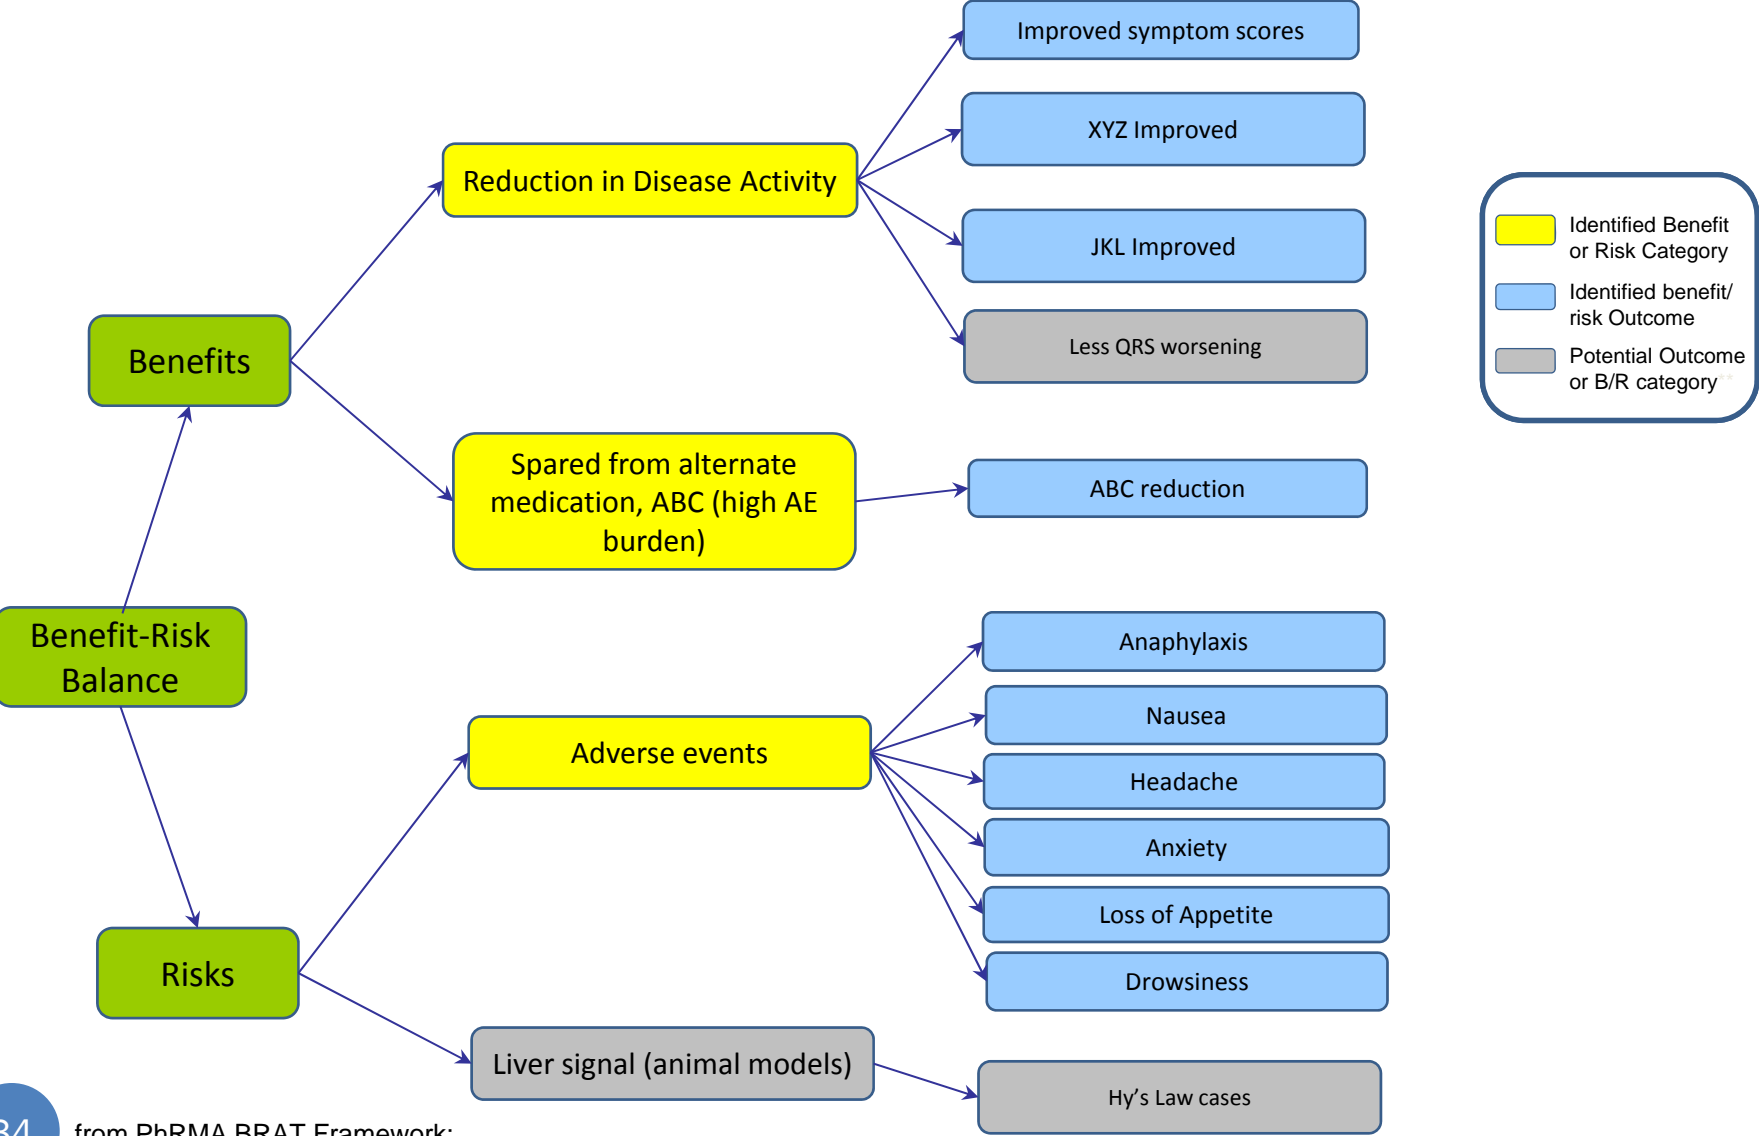 Improved symptom scores
XYZ Improved
Reduction in Disease Activity
JKL Improved
Less QRS worsening
Benefits
Spared from alternate
medication, ABC (high AE
burden)
ABC reduction
Benefit-Risk
Balance
Anaphylaxis
Nausea
Adverse events
Headache
Anxiety
Loss of Appetite
Drowsiness
Risks
Liver signal (animal models)
Hy's Law cases
Identified Benefit
or Risk Category
Identified benefit/
risk Outcome
Potential Outcome
or B/R category**
34
from PhRMA BRAT Framework: